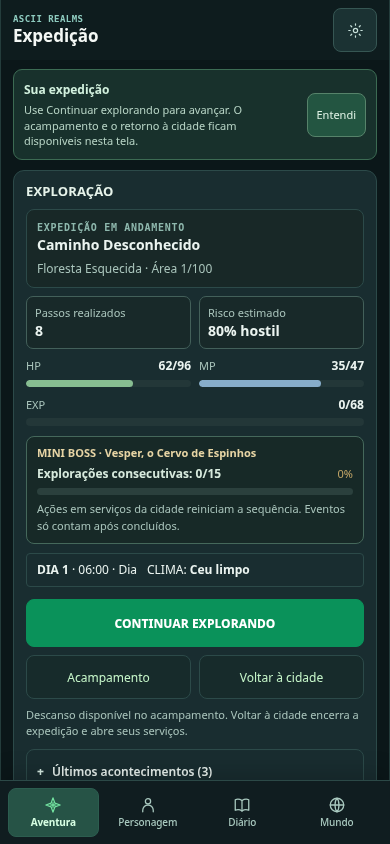 ASCII REALMS
Expedição
Sua expedição
Use Continuar explorando para avançar. O
acampamento e o retorno à cidade ficam
disponíveis nesta tela.
Entendi
EXPLORAÇÃO
EXPEDIÇÃO EM ANDAMENTO
Caminho Desconhecido
Floresta Esquecida · Área 1/100
Passos realizados
8
Risco estimado
80% hostil
HP 62/96 MP 35/47
EXP 0/68
MINI BOSS · Vesper, o Cervo de Espinhos
Explorações consecutivas: 0/15 0%
Ações em serviços da cidade reiniciam a sequência. Eventos
só contam após concluídos.
DIA 1 · 06:00 · Dia CLIMA: Ceu limpo
CONTINUAR EXPLORANDO
Acampamento Voltar à cidade
Descanso disponível no acampamento. Voltar à cidade encerra a
expedição e abre seus serviços.
+ Últimos acontecimentos (3)
Aventura Personagem Diário Mundo